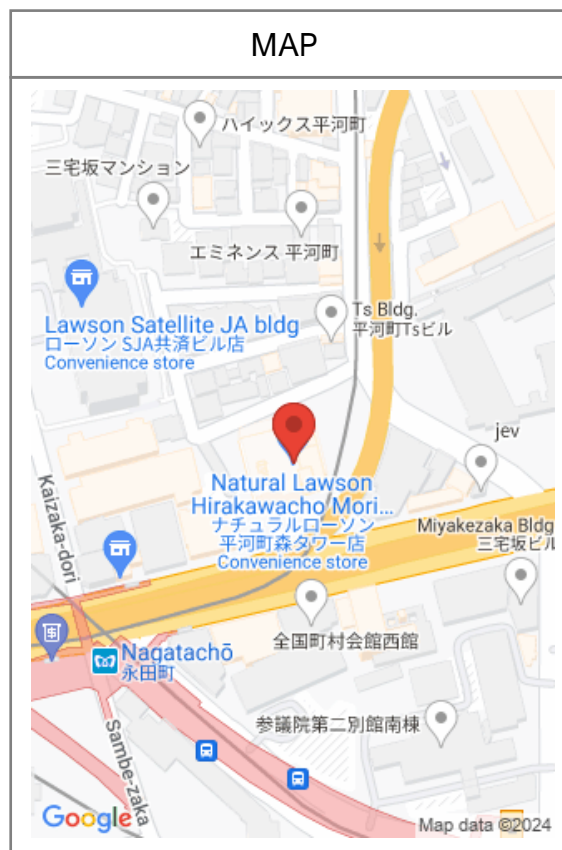 MAP
ハイックス平河町
三宅坂マンション
エミネンス 平河町
Ts Bldg.
平河町Tsビル
Lawson Satellite JA bldg
ローソン SJA共済ビル店
Convenience store
jev
Natural Lawson
Hirakawacho Mori...
ナチュラルローソン
平河町森タワー店
Convenience store
Kaizaka-dori
Miyakezaka Bldg
三宅坂ビル
全国町村会館西館
Nagatachō
永田町
参議院第二別館南棟
Sambe-zaka
Google
Map data ©2024